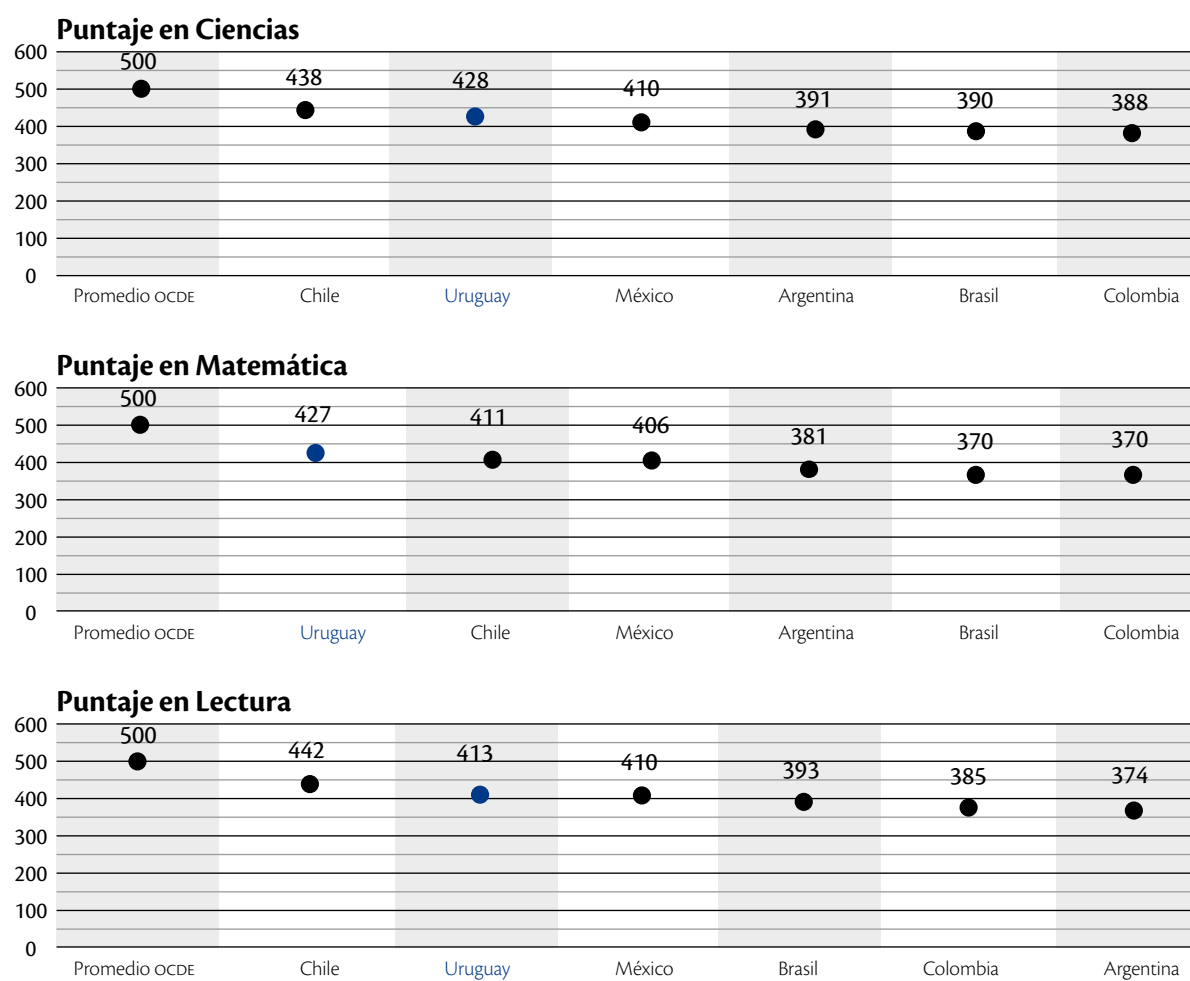 Puntaje en Ciencias
600
500
400
300
200
100
0
500
438
428
410
391
390
388
Promedio OCDE
Chile
Uruguay
México
Argentina
Brasil
Colombia
Puntaje en Matemática
600
500
400
300
200
100
0
500
427
411
406
381
370
370
Promedio OCDE
Uruguay
Chile
México
Argentina
Brasil
Colombia
Puntaje en Lectura
600
500
400
300
200
100
0
500
442
413
410
393
385
374
Promedio OCDE
Chile
Uruguay
México
Brasil
Colombia
Argentina